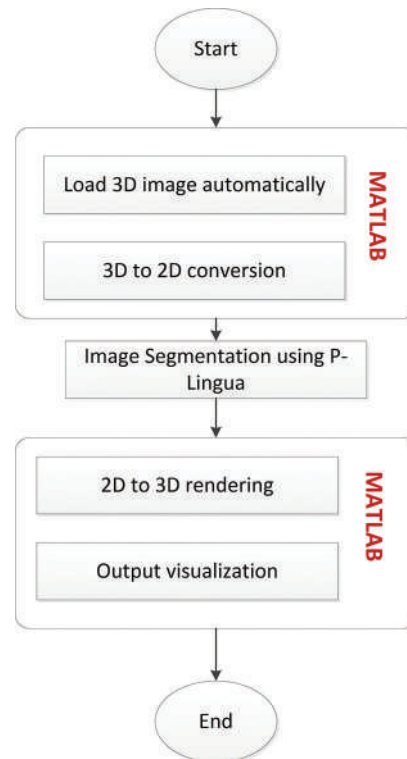 Start
Load 3D image automatically
MATLAB
3D to 2D conversion
Image Segmentation using P-
Lingua
2D to 3D rendering
MATLAB
Output visualization
End